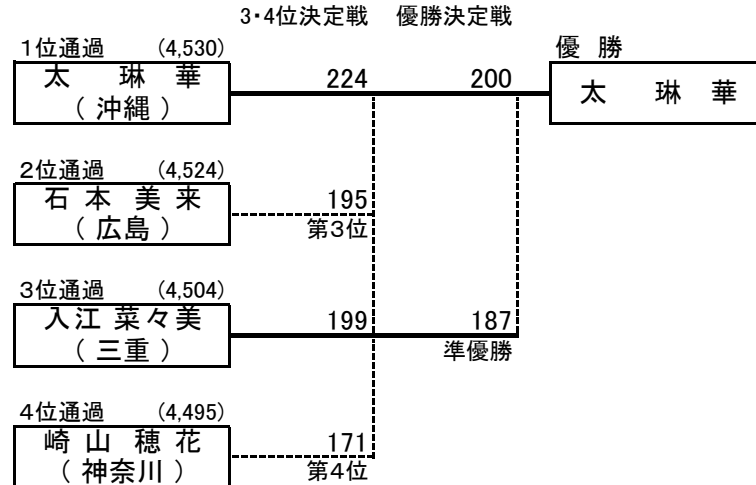 3・4位決定戦 優勝決定戦
1位通過 (4,530)
太 琳 華
( 沖縄 )
224
200
優 勝
太 琳 華
2位通過 (4,524)
石 本 美 来
( 広島 )
195
第3位
3位通過 (4,504)
入江 菜々美
( 三重 )
199
187
準優勝
4位通過 (4,495)
崎 山 穂 花
( 神奈川 )
171
第4位